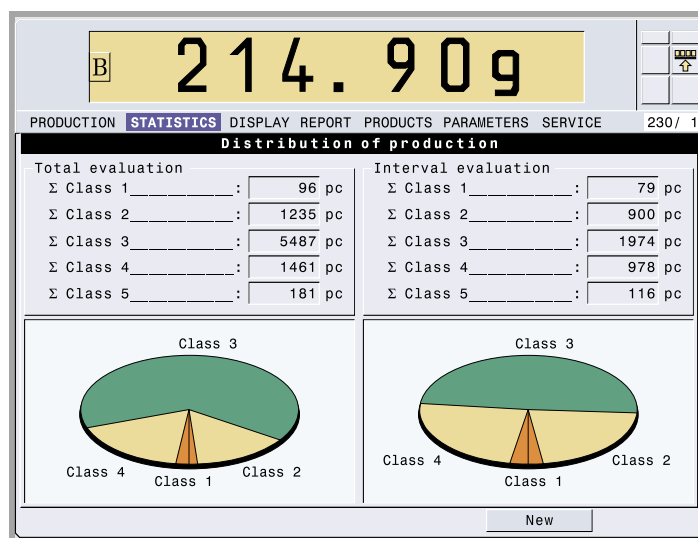 B 214.90g
PRODUCTION STATISTICS DISPLAY REPORT PRODUCTS PARAMETERS SERVICE 230/ 1
Distribution of production
Total evaluation
Σ Class 1__________: 96 pc
Σ Class 2__________: 1235 pc
Σ Class 3__________: 5487 pc
Σ Class 4__________: 1461 pc
Σ Class 5__________: 181 pc
Interval evaluation
Σ Class 1__________: 79 pc
Σ Class 2__________: 900 pc
Σ Class 3__________: 1974 pc
Σ Class 4__________: 978 pc
Σ Class 5__________: 116 pc
Class 3
Class 4
Class 1
Class 2
Class 3
Class 4
Class 1
Class 2
New